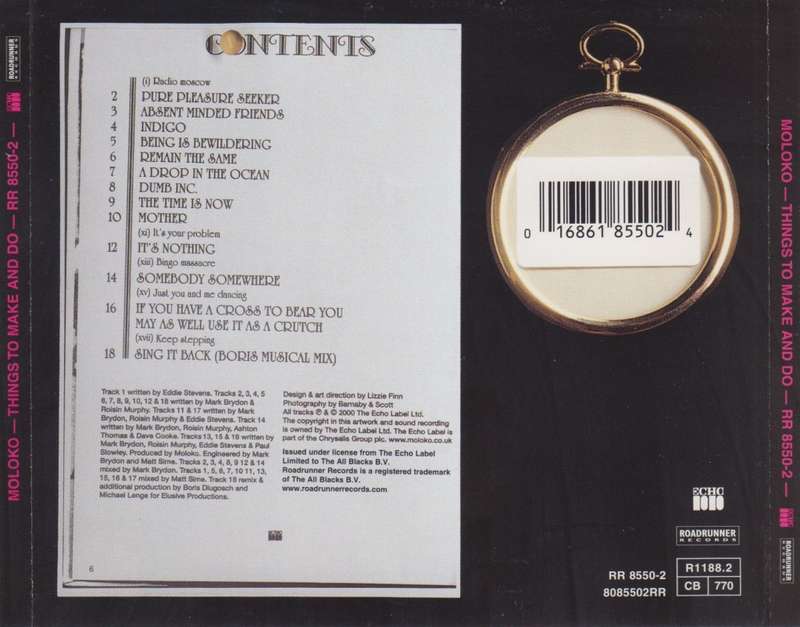 CONTENTS
(i) Radio moscow
2 PURE PLEASURE SEEKER
3 ABSENT MINDED FRIENDS
4 INDIGO
5 BEING IS BEWILDERING
6 REMAIN THE SAME
7 A DROP IN THE OCEAN
8 DUMB INC.
9 THE TIME IS NOW
10 MOTHER
(xi) It's your problem
12 IT'S NOTHING
(xiii) Bingo massacre
14 SOMEBODY SOMEWHERE
(xv) Just you and me dancing
16 IF YOU HAVE A CROSS TO BEAR YOU
MAY AS WELL USE IT AS A CRUTCH
(xvii) Keep stepping
18 SING IT BACK (BORIS MUSICAL MIX)
Track 1 written by Eddie Stevens. Tracks 2, 3, 4, 5
6, 7, 8, 9, 10, 12 & 18 written by Mark Brydon &
Roisin Murphy. Tracks 11 & 17 written by Mark
Brydon, Roisin Murphy & Eddie Stevens. Track 14
written by Mark Brydon, Roisin Murphy, Ashton
Thomas & Dave Cooke. Tracks 13, 15 & 16 written by
Mark Brydon, Roisin Murphy, Eddie Stevens & Paul
Slowley. Produced by Moloko. Engineered by Mark
Brydon and Matt Sime. Tracks 2, 3, 4, 8, 9 12 & 14
mixed by Mark Brydon. Tracks 1, 5, 6, 7, 10 11, 13,
15, 16 & 17 mixed by Matt Sime. Track 18 remix &
additional production by Boris Dlugosch and
Michael Lange for Elusive Productions.
Design & art direction by Lizzie Finn
Photography by Barnaby & Scott
All tracks ℗ & © 2000 The Echo Label Ltd.
The copyright in this artwork and sound recording
is owned by The Echo Label Ltd. The Echo Label is
part of the Chrysalis Group plc. www.moloko.co.uk
Issued under license from The Echo Label
Limited to The All Blacks B.V.
Roadrunner Records is a registered trademark
of The All Blacks B.V.
www.roadrunnerrecords.com
ECHO
6
0 16861 85502 4
ECHO
ROADRUNNER
RECORDS
RR 8550-2
8085502RR
R1188.2
CB 770
MOLOKO — THINGS TO MAKE AND DO — RR 8550-2 —
ECHO
ROADRUNNER
RECORDS
MOLOKO — THINGS TO MAKE AND DO — RR 8550-2 —
ECHO
ROADRUNNER
RECORDS